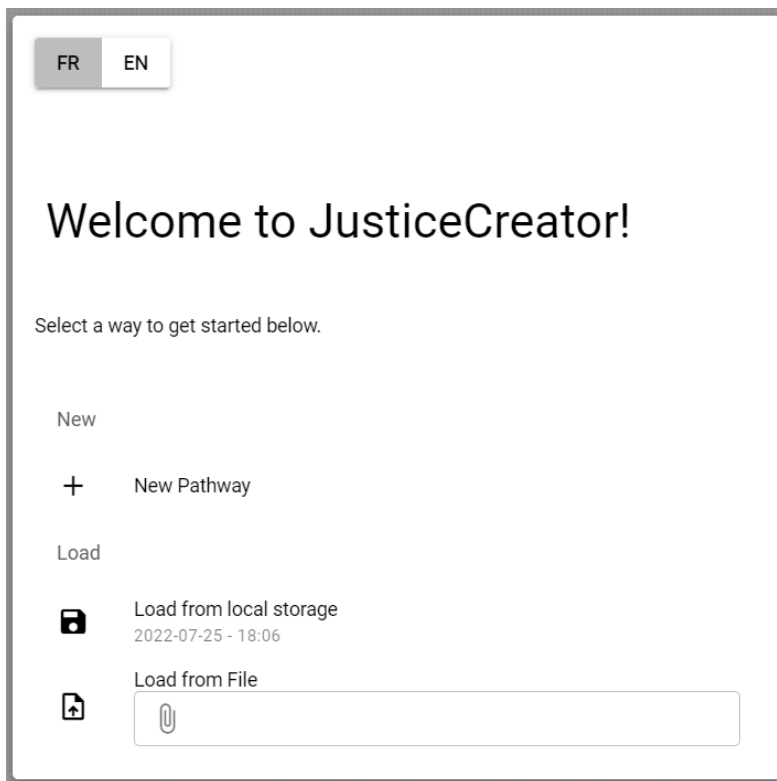 FR EN
Welcome to JusticeCreator!
Select a way to get started below.
New
New Pathway
Load
Load from local storage
2022-07-25 - 18:06
Load from File